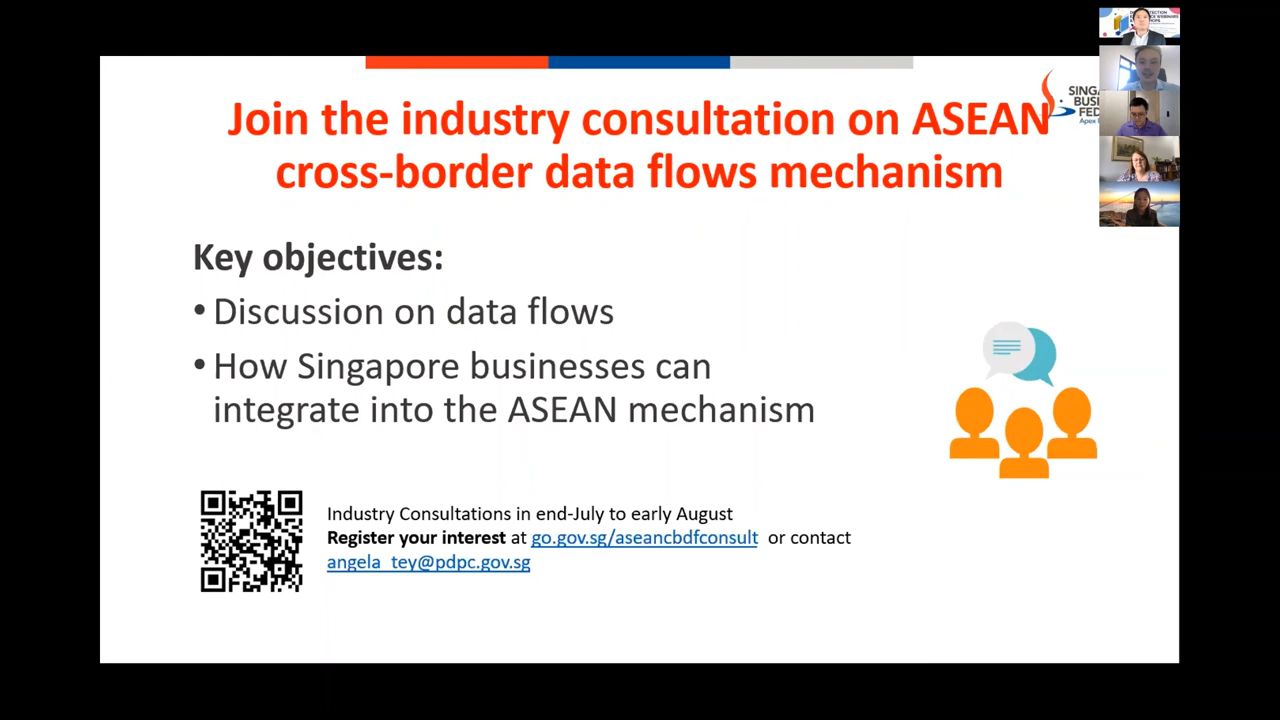 Join the industry consultation on ASEAN
cross-border data flows mechanism
Key objectives:
• Discussion on data flows
• How Singapore businesses can
integrate into the ASEAN mechanism
Industry Consultations in end-July to early August
Register your interest at go.gov.sg/aseancbdfconsult or contact
angela_tey@pdpc.gov.sg